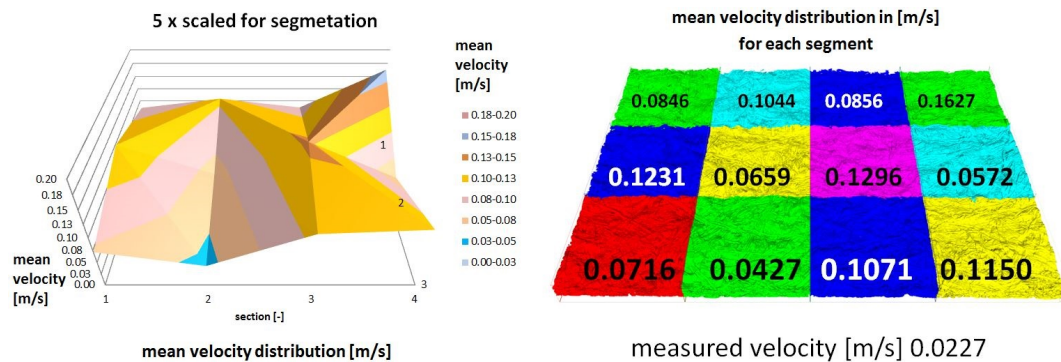 5 x scaled for segmetation
mean
velocity
[m/s]
0.18-0.20
0.15-0.18
0.13-0.15
0.10-0.13
0.08-0.10
0.05-0.08
0.03-0.05
0.00-0.03
0.20
0.18
0.15
0.13
0.10
0.08
0.05
0.03
0.00
mean
velocity
[m/s]
1
2
3
4
1
2
3
section [-]
mean velocity distribution [m/s]
mean velocity distribution in [m/s]
for each segment
0.0846 0.1044 0.0856 0.1627
0.1231 0.0659 0.1296 0.0572
0.0716 0.0427 0.1071 0.1150
measured velocity [m/s] 0.0227